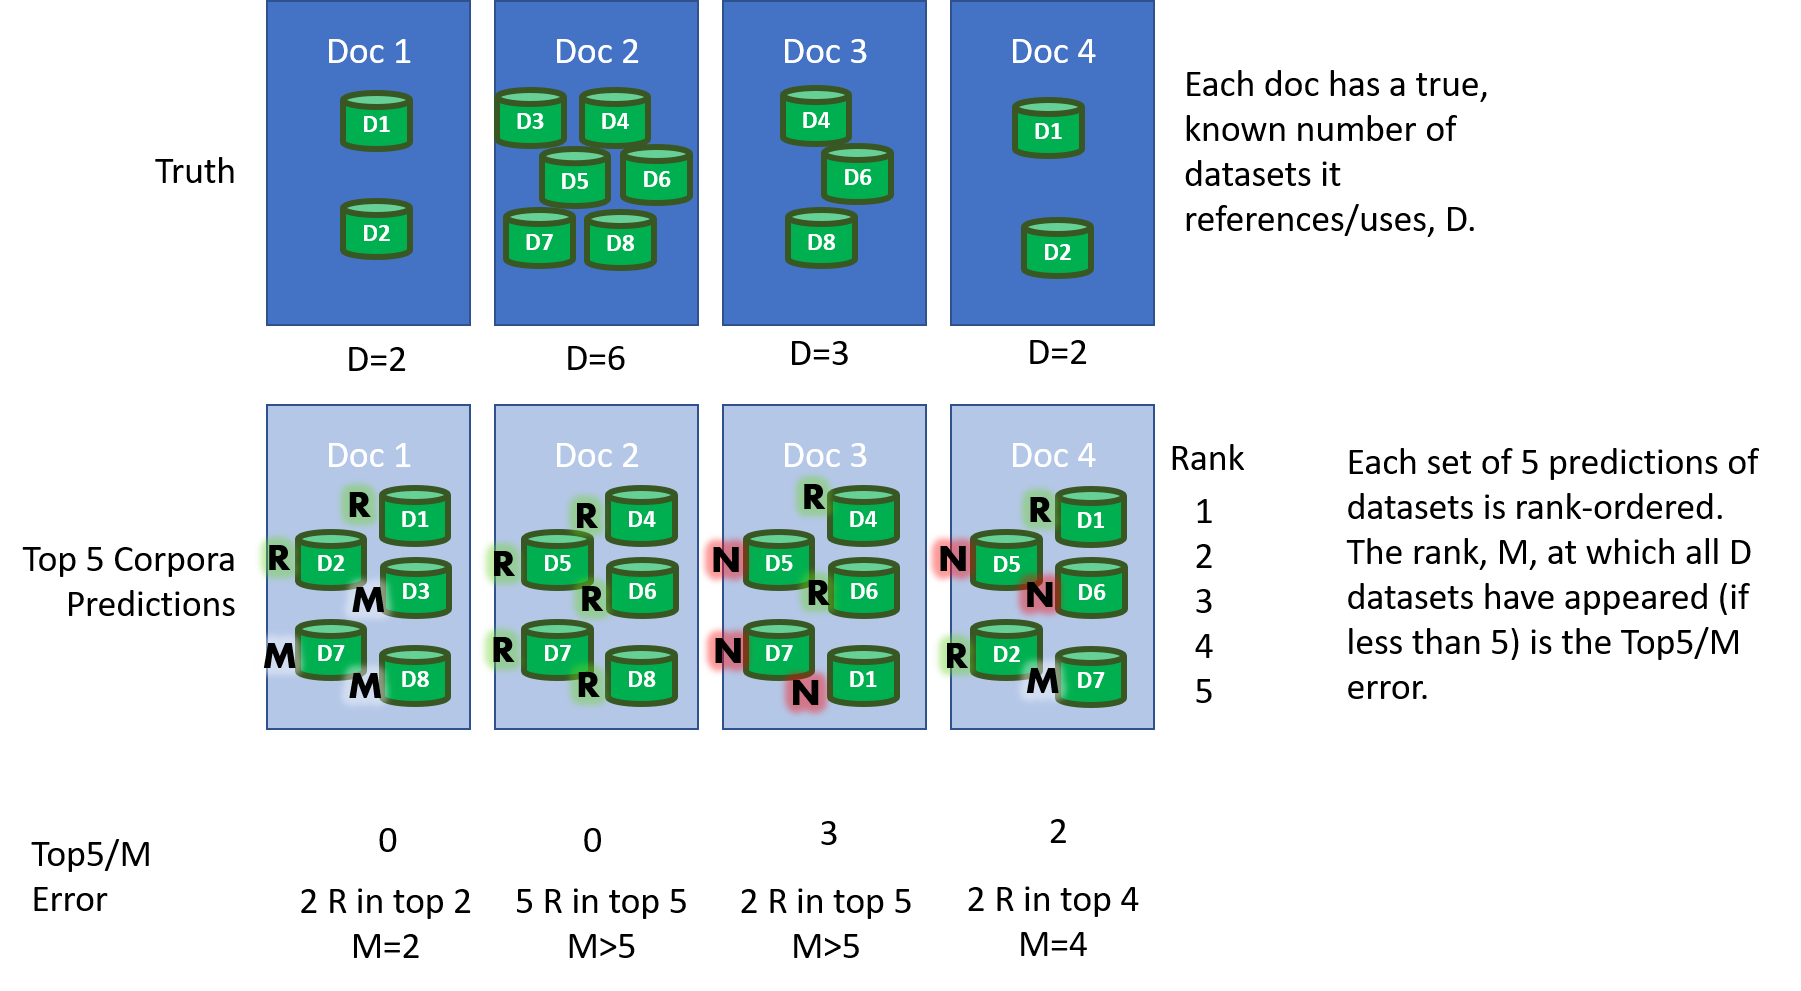 Doc 1
Doc 2
Doc 3
Doc 4
D1
D2
D3
D4
D5
D6
D7
D8
D4
D6
D8
D1
D2
Truth
Each doc has a true,
known number of
datasets it
references/uses, D.
D=2
D=6
D=3
D=2
Top 5 Corpora
Predictions
Doc 1
R
D1
R
D2
M
D3
M
D7
M
D8
Doc 2
R
D4
R
D5
R
D6
R
D7
R
D8
Doc 3
R
D4
N
D5
R
D6
N
D7
N
D1
Doc 4
R
D1
N
D5
N
D6
R
D2
M
D7
Rank
1
2
3
4
5
Each set of 5 predictions of
datasets is rank-ordered.
The rank, M, at which all D
datasets have appeared (if
less than 5) is the Top5/M
error.
Top5/M
Error
0
2 R in top 2
M=2
0
5 R in top 5
M>5
3
2 R in top 5
M>5
2
2 R in top 4
M=4